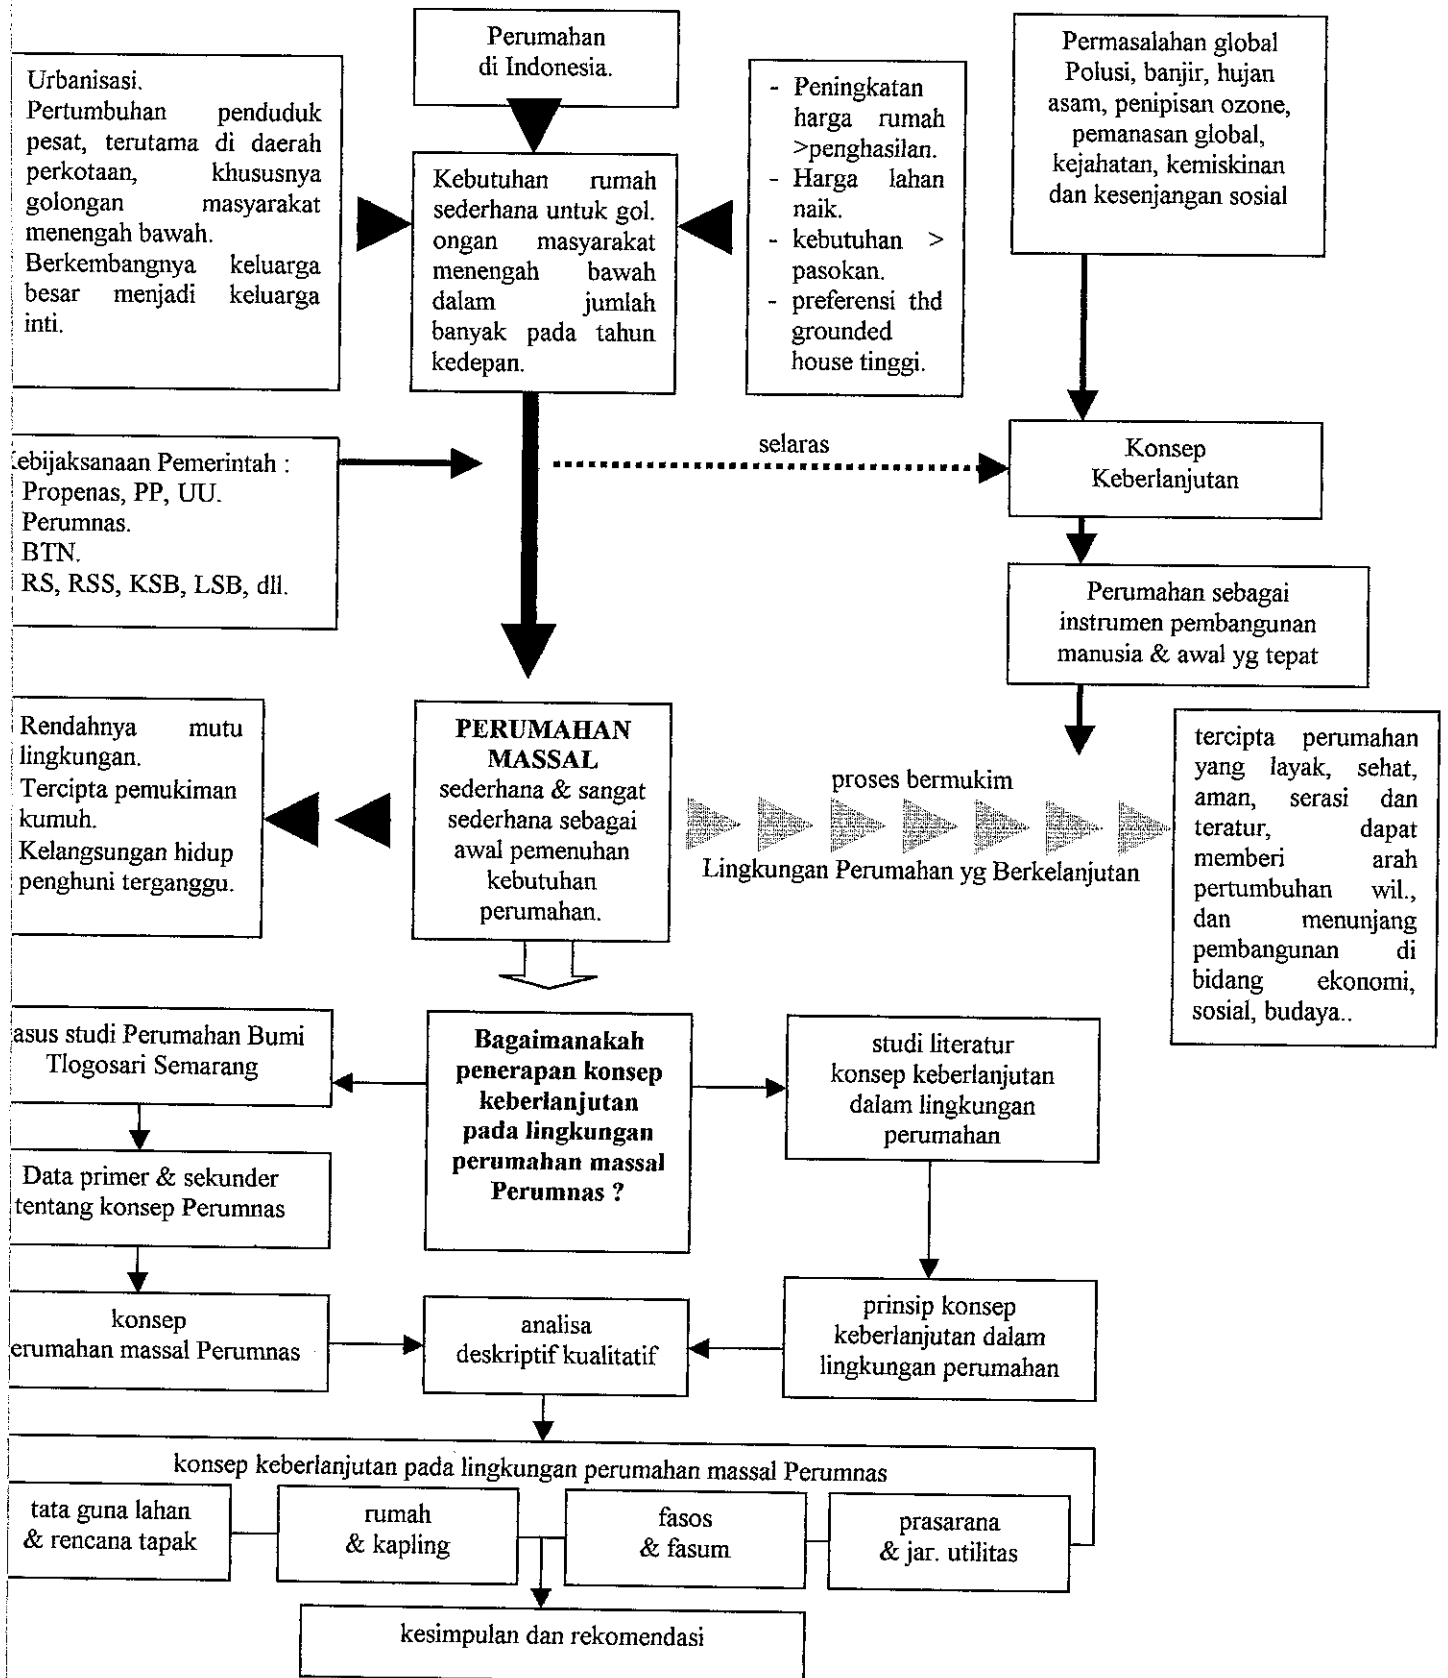 Perumahan
di Indonesia.
Urbanisasi.
Pertumbuhan penduduk
pesat, terutama di daerah
perkotaan, khususnya
golongan masyarakat
menengah bawah.
Berkembangnya keluarga
besar menjadi keluarga
inti.
Kebutuhan rumah
sederhana untuk gol.
ongan masyarakat
menengah bawah
dalam jumlah
banyak pada tahun
kedepan.
- Peningkatan
harga rumah
>penghasilan.
- Harga lahan
naik.
- kebutuhan >
pasokan.
- preferensi thd
grounded
house tinggi.
Permasalahan global
Polusi, banjir, hujan
asam, penipisan ozone,
pemanasan global,
kejahatan, kemiskinan
dan kesenjangan sosial
ebijaksanaan Pemerintah :
Propenas, PP, UU.
Perumnas.
BTN.
RS, RSS, KSB, LSB, dll.
selaras
Konsep
Keberlanjutan
Perumahan sebagai
instrumen pembangunan
manusia & awal yg tepat
Rendahnya mutu
lingkungan.
Tercipta pemukiman
kumuh.
Kelangsungan hidup
penghuni terganggu.
PERUMAHAN
MASSAL
sederhana & sangat
sederhana sebagai
awal pemenuhan
kebutuhan
perumahan.
proses bermukim
Lingkungan Perumahan yg Berkelanjutan
tercipta perumahan
yang layak, sehat,
aman, serasi dan
teratur, dapat
memberi arah
pertumbuhan wil.,
dan menunjang
pembangunan di
bidang ekonomi,
sosial, budaya..
asus studi Perumahan Bumi
Tlogosari Semarang
Bagaimanakah
penerapan konsep
keberlanjutan
pada lingkungan
perumahan massal
Perumnas ?
studi literatur
konsep keberlanjutan
dalam lingkungan
perumahan
Data primer & sekunder
tentang konsep Perumnas
konsep
erumahan massal Perumnas
analisa
deskriptif kualitatif
prinsip konsep
keberlanjutan dalam
lingkungan perumahan
konsep keberlanjutan pada lingkungan perumahan massal Perumnas
tata guna lahan
& rencana tapak
rumah
& kapling
fasos
& fasum
prasarana
& jar. utilitas
kesimpulan dan rekomendasi